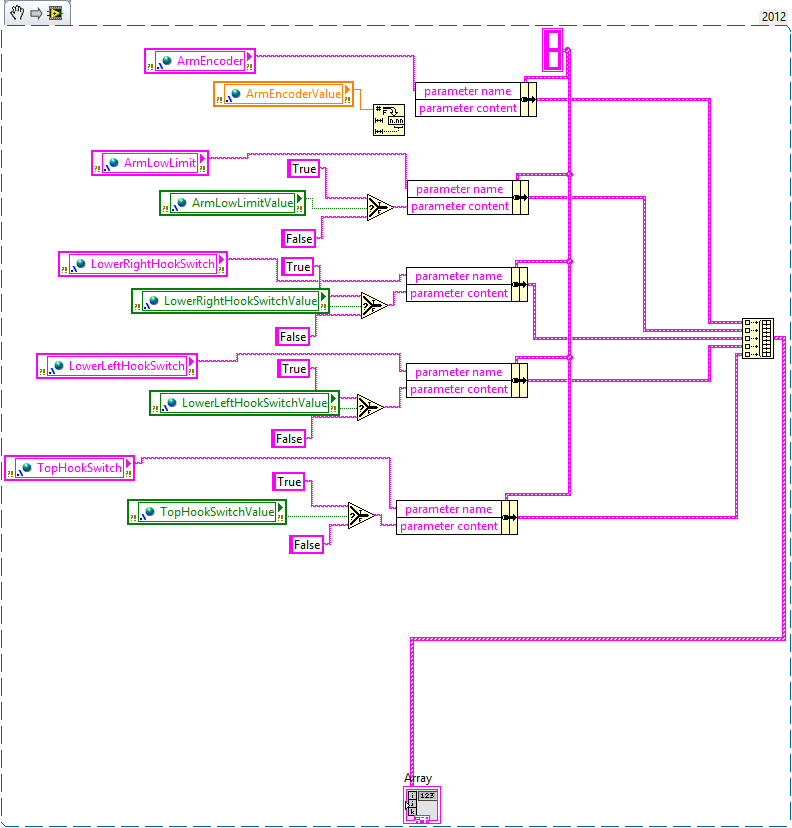 2012
ArmEncoder
ArmEncoderValue
parameter name
parameter content
ArmLowLimit
True
ArmLowLimitValue
parameter name
parameter content
False
LowerRightHookSwitch
True
parameter name
LowerRightHookSwitchValue
parameter content
False
LowerLeftHookSwitch
True
parameter name
LowerLeftHookSwitchValue
parameter content
False
TopHookSwitch
True
TopHookSwitchValue
parameter name
parameter content
False
Array
123